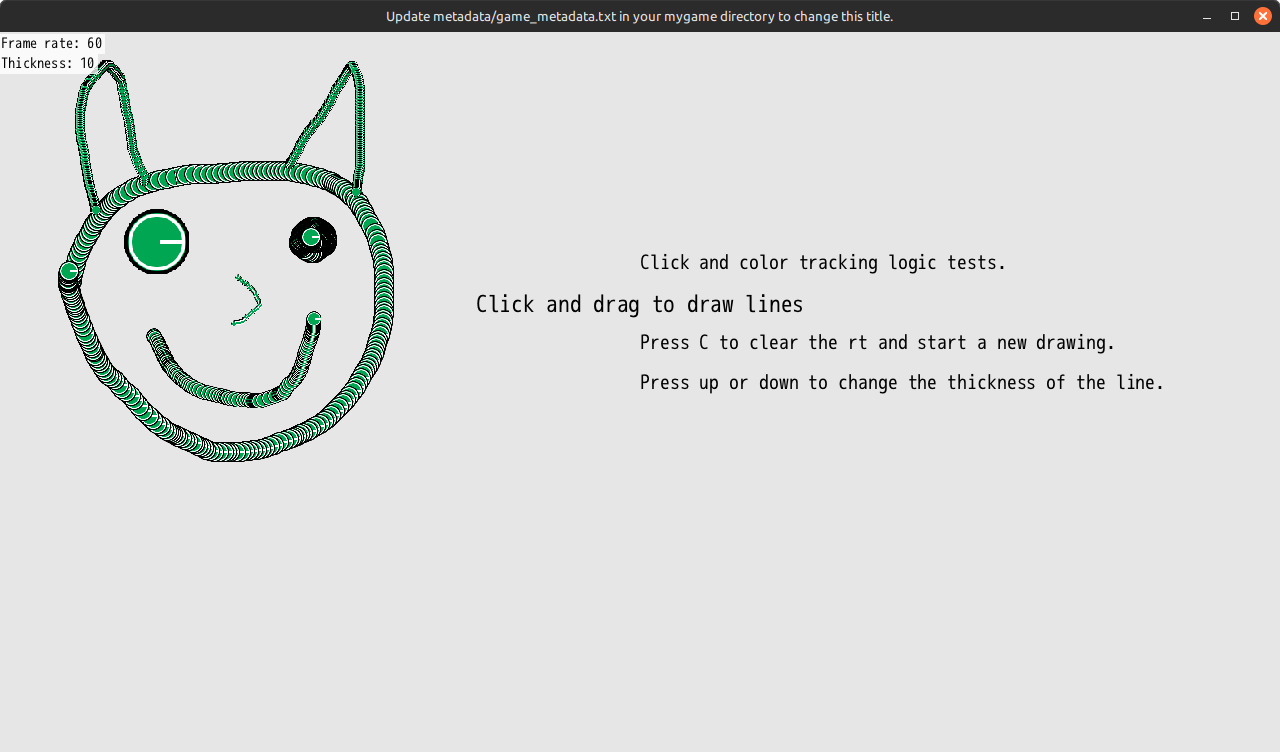 Update metadata/game_metadata.txt in your mygame directory to change this title.
Frame rate: 60
Thickness: 10
Click and color tracking logic tests.
Click and drag to draw lines
Press C to clear the rt and start a new drawing.
Press up or down to change the thickness of the line.